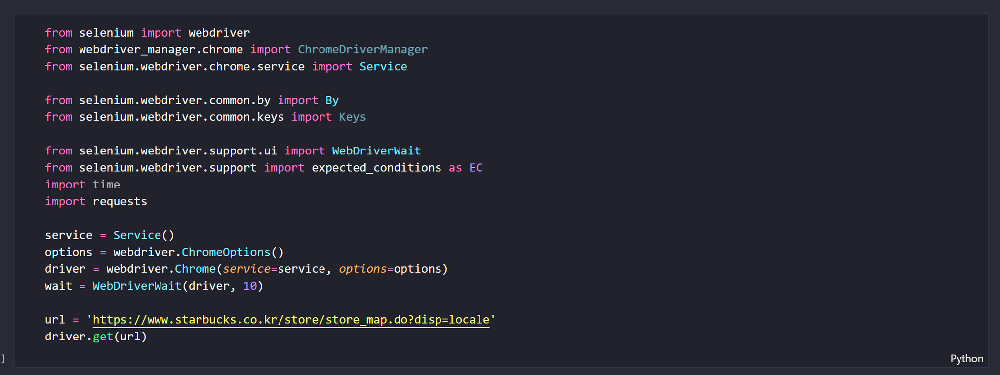 from selenium import webdriver
from webdriver_manager.chrome import ChromeDriverManager
from selenium.webdriver.chrome.service import Service
from selenium.webdriver.common.by import By
from selenium.webdriver.common.keys import Keys
from selenium.webdriver.support.ui import WebDriverWait
from selenium.webdriver.support import expected_conditions as EC
import time
import requests
service = Service()
options = webdriver.ChromeOptions()
driver = webdriver.Chrome(service=service, options=options)
wait = WebDriverWait(driver, 10)
url = 'https://www.starbucks.co.kr/store/store_map.do?disp=locale'
driver.get(url)
]
Python